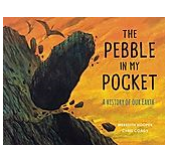 THE
PEBBLE
IN MY
POCKET
A HISTORY OF OUR EARTH